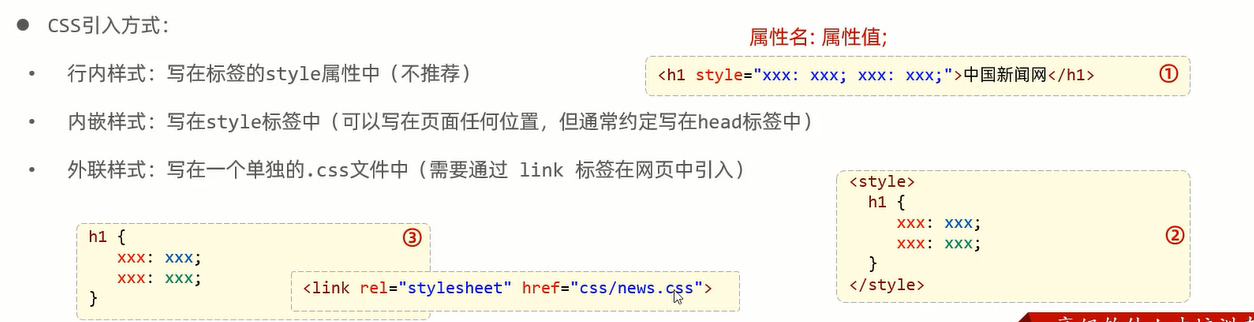 ● CSS引入方式：
• 行内样式：写在标签的style属性中（不推荐）
• 内嵌样式：写在style标签中（可以写在页面任何位置，但通常约定写在head标签中）
• 外联样式：写在一个单独的.css文件中（需要通过 link 标签在网页中引入）
属性名: 属性值;
<h1 style="xxx: xxx; xxx: xxx;">中国新闻网</h1> ①
<style>
h1 {
xxx: xxx;
xxx: xxx; ②
}
</style>
h1 { ③
xxx: xxx;
xxx: xxx;
}
<link rel="stylesheet" href="css/news.css">